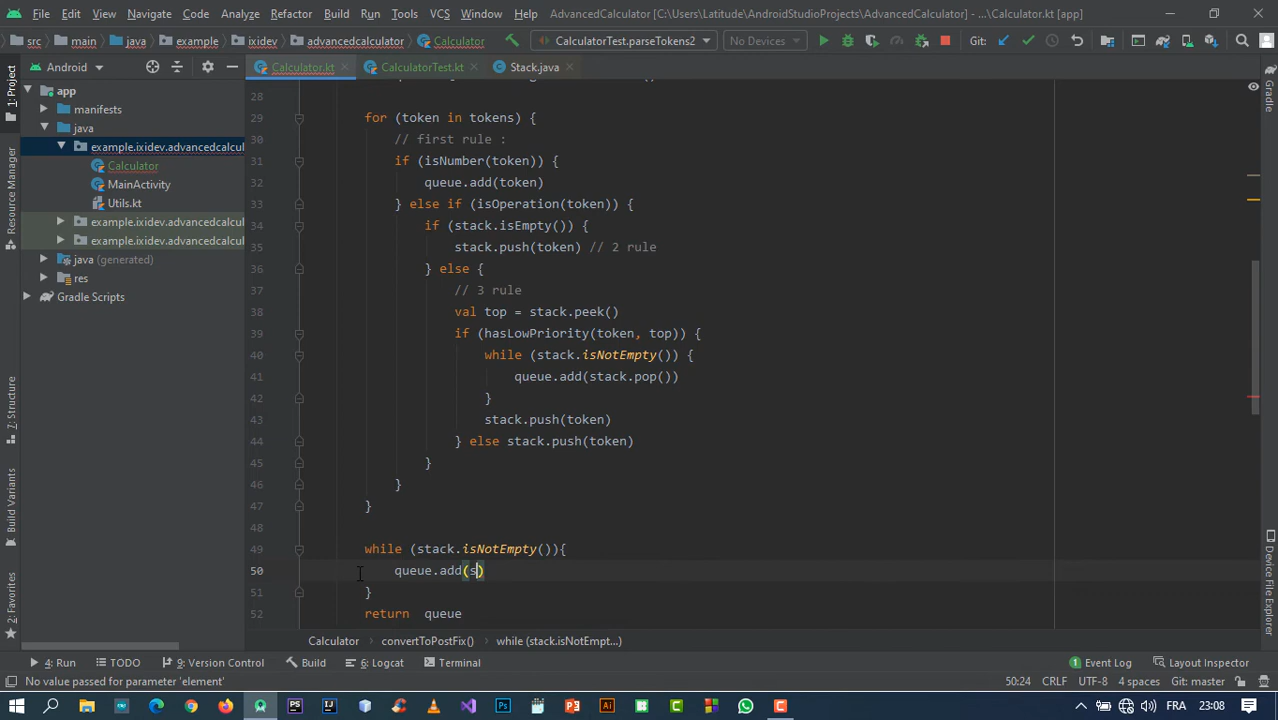 File Edit View Navigate Code Analyze Refactor Build Run Tools VCS Window Help AdvancedCalculator [C:\Users\Latitude\AndroidStudioProjects\AdvancedCalculator] - ...\Calculator.kt [app]
src main java example ixidev advancedcalculator Calculator CalculatorTest.parseTokens2 No Devices Git:
Android Calculator.kt CalculatorTest.kt Stack.java
app
manifests
java
example.ixidev.advancedcalcul
Calculator
MainActivity
Utils.kt
example.ixidev.advancedcalcul
example.ixidev.advancedcalcul
java (generated)
res
Gradle Scripts
1: Project
Resource Manager
7: Structure
Build Variants
2: Favorites
28
29 for (token in tokens) {
30 // first rule :
31 if (isNumber(token)) {
32 queue.add(token)
33 } else if (isOperation(token)) {
34 if (stack.isEmpty()) {
35 stack.push(token) // 2 rule
36 } else {
37 // 3 rule
38 val top = stack.peek()
39 if (hasLowPriority(token, top)) {
40 while (stack.isNotEmpty()) {
41 queue.add(stack.pop())
42 }
43 stack.push(token)
44 } else stack.push(token)
45 }
46 }
47 }
48
49 while (stack.isNotEmpty()){
50 queue.add(s)
51 }
52 return queue
Calculator convertToPostFix() while (stack.isNotEmpt...)
Gradle
Device File Explorer
4: Run TODO 9: Version Control Build 6: Logcat Terminal 1 Event Log Layout Inspector
No value passed for parameter 'element' 50:24 CRLF UTF-8 4 spaces Git: master
FRA 23:08